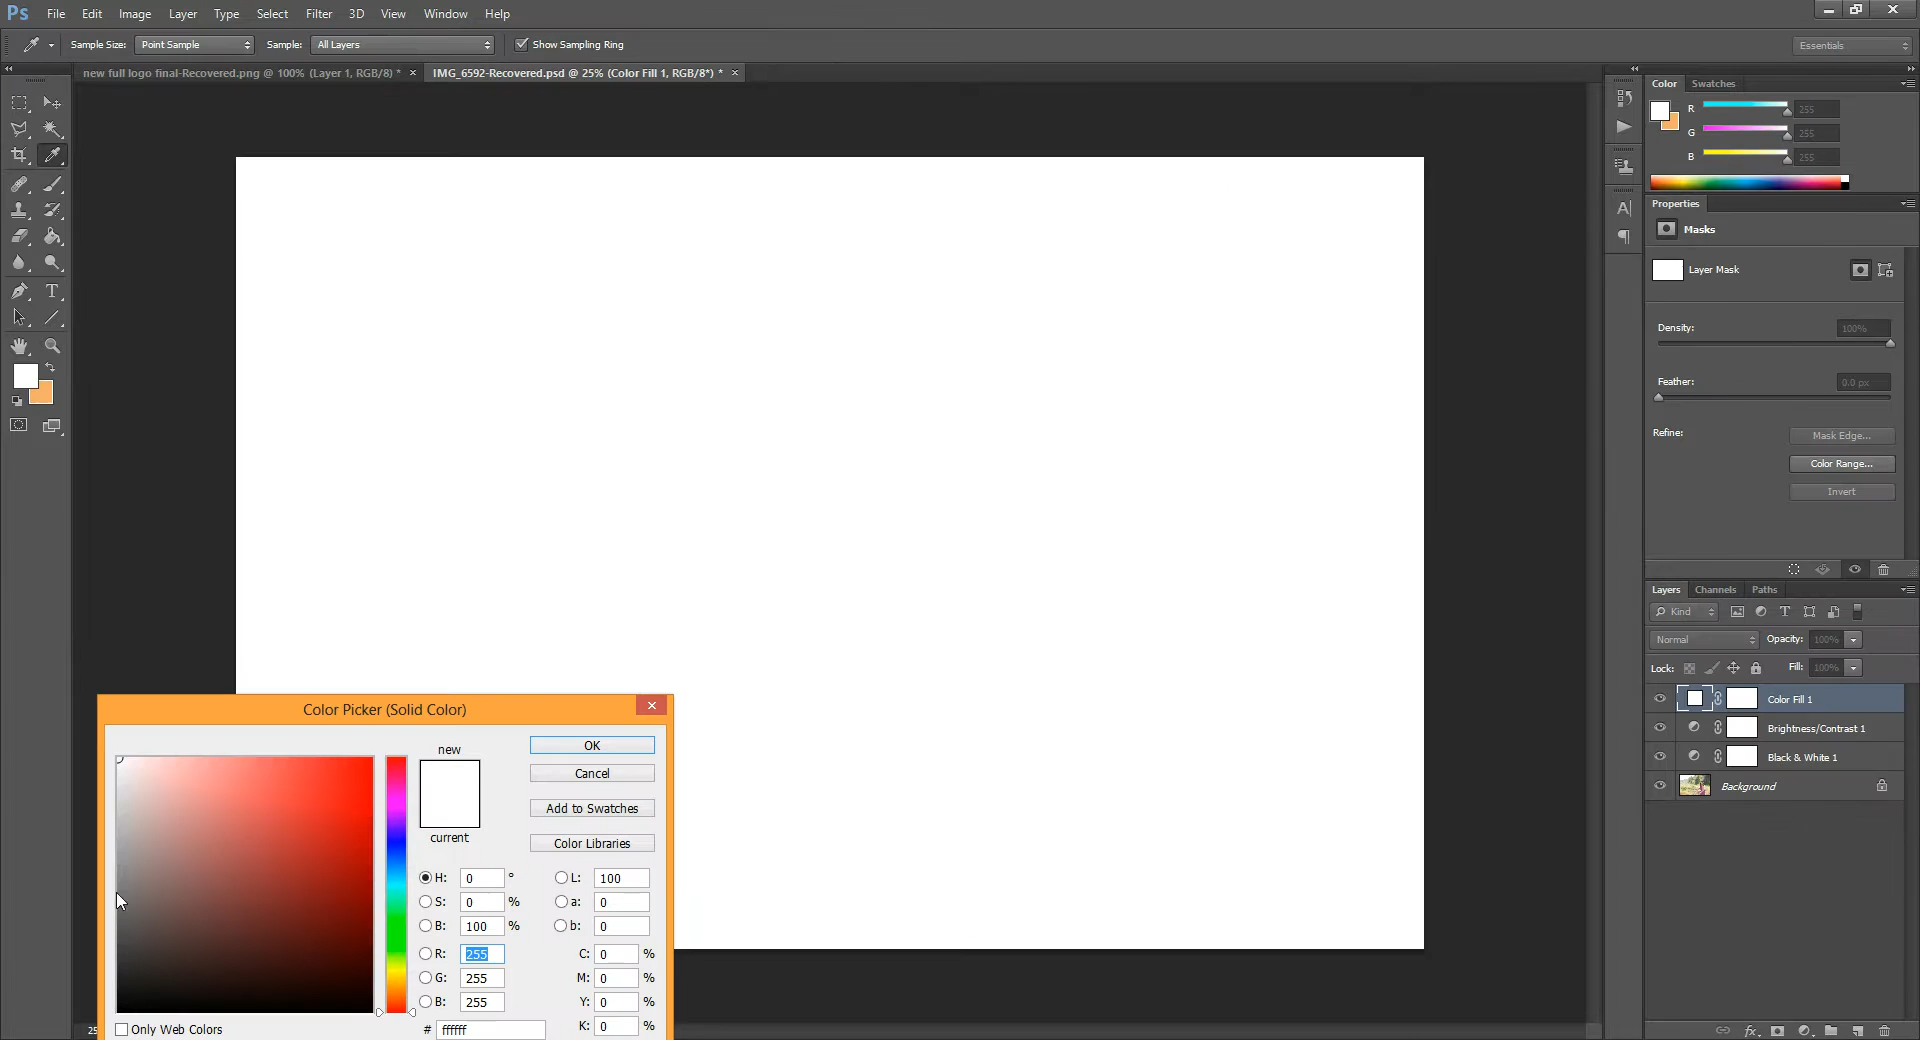 Ps File Edit Image Layer Type Select Filter 3D View Window Help
Sample Size: Point Sample Sample: All Layers Show Sampling Ring Essentials
new full logo final-Recovered.png @ 100% (Layer 1, RGB/8) * × IMG_6592-Recovered.psd @ 25% (Color Fill 1, RGB/8*) * ×
Color Swatches
R 255
G 255
B 255
Properties
Masks
Layer Mask
Density: 100%
Feather: 0.0 px
Refine: Mask Edge...
Color Range...
Invert
Layers Channels Paths
Kind
Normal Opacity: 100%
Lock: Fill: 100%
Color Fill 1
Brightness/Contrast 1
Black & White 1
Background
Color Picker (Solid Color)
new
current
OK
Cancel
Add to Swatches
Color Libraries
H: 0 ° L: 100
S: 0 % a: 0
B: 100 % b: 0
R: 255 C: 0 %
G: 255 M: 0 %
B: 255 Y: 0 %
# ffffff K: 0 %
Only Web Colors
25